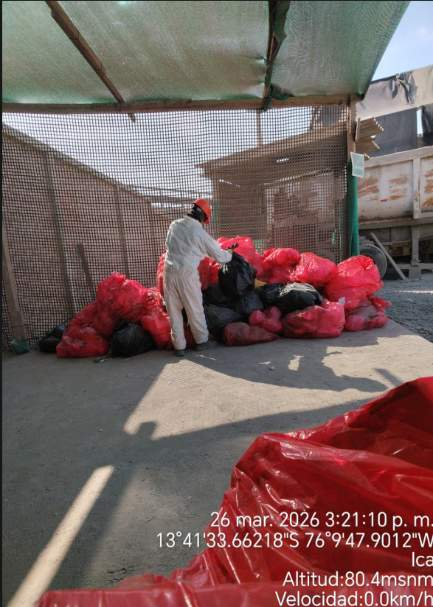 26 mar. 2026 3:21:10 p. m.
13°41'33.66218"S 76°9'47.9012"W
Ica
Altitud:80.4msnm
Velocidad:0.0km/h